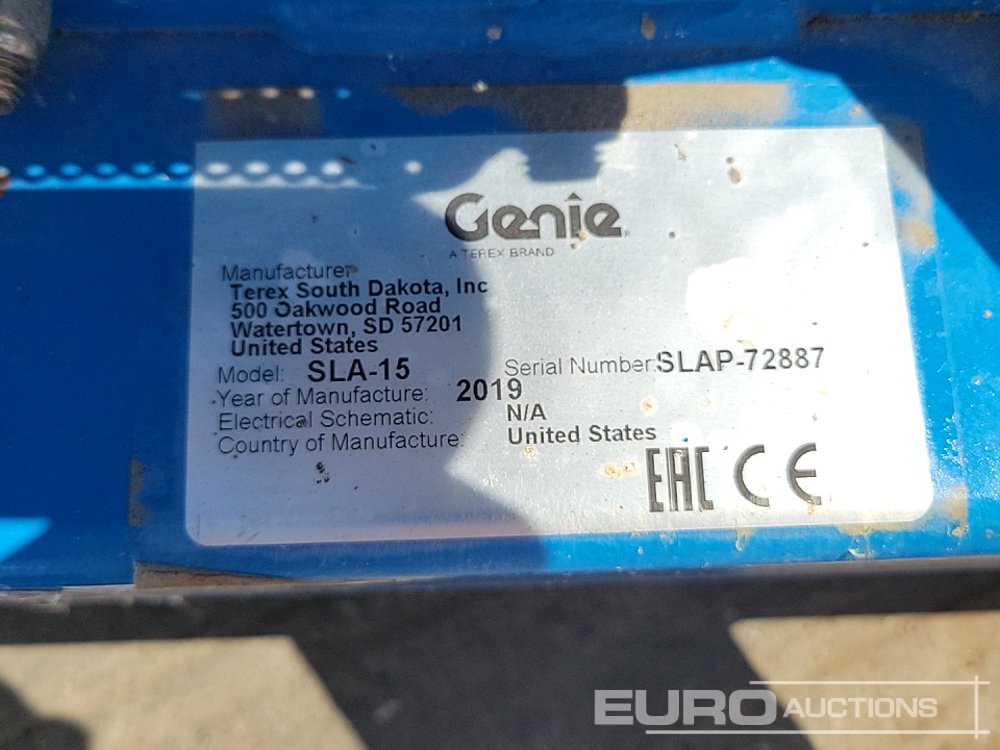 Genie
A TEREX BRAND
Manufacturer
Terex South Dakota, Inc
500 Oakwood Road
Watertown, SD 57201
United States
Model: SLA-15 Serial Number: SLAP-72887
Year of Manufacture: 2019
Electrical Schematic: N/A
Country of Manufacture: United States
EAC CE
EURO AUCTIONS